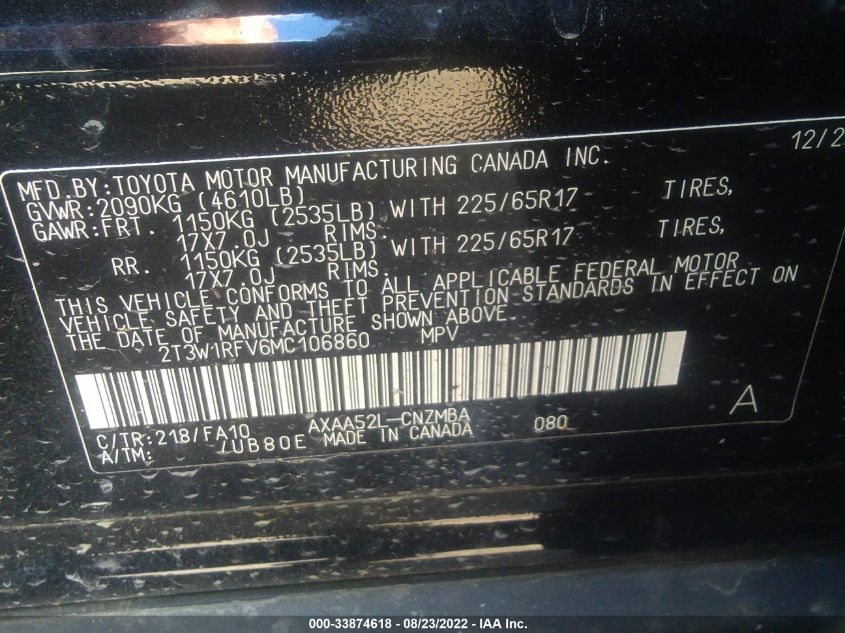 12/2
MFD.BY:TOYOTA MOTOR MANUFACTURING CANADA INC.
GVWR:2090KG (4610LB)
GAWR:FRT. 1150KG (2535LB) WITH 225/65R17 TIRES,
17X7.0J RIMS.
RR. 1150KG (2535LB) WITH 225/65R17 TIRES,
17X7.0J RIMS.
THIS VEHICLE CONFORMS TO ALL APPLICABLE FEDERAL MOTOR
VEHICLE SAFETY AND THEFT PREVENTION STANDARDS IN EFFECT ON
THE DATE OF MANUFACTURE SHOWN ABOVE.
2T3W1RFV6MC106860 MPV
A
C/TR:218/FA10 AXAA52L-CNZMBA 080
A/TM: UB80E MADE IN CANADA
000-33874618 - 08/23/2022 - IAA Inc.